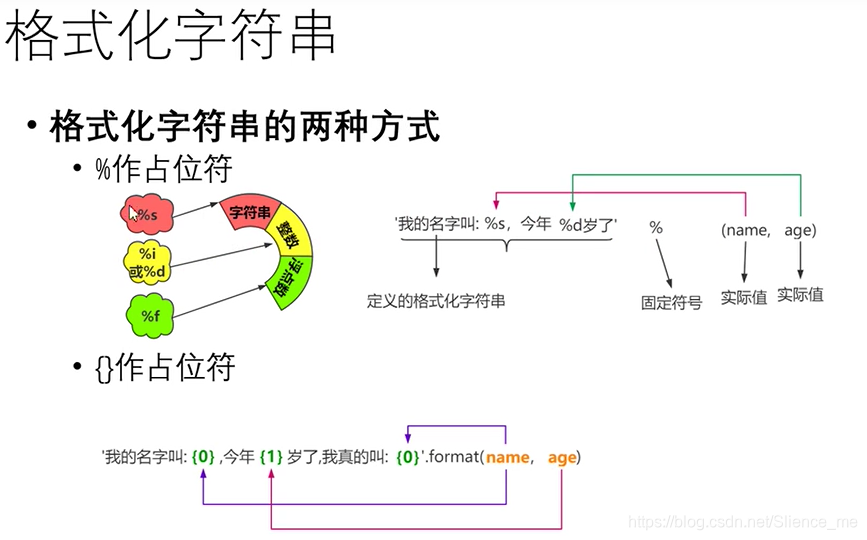 格式化字符串
• 格式化字符串的两种方式
• %作占位符
%s
%i
或%d
%f
字符串
整数
浮点数
'我的名字叫: %s，今年 %d岁了' % (name, age)
定义的格式化字符串
固定符号
实际值
实际值
• {}作占位符
'我的名字叫: {0} ,今年 {1} 岁了,我真的叫: {0}'.format(name, age)
https://blog.csdn.net/Slience_me